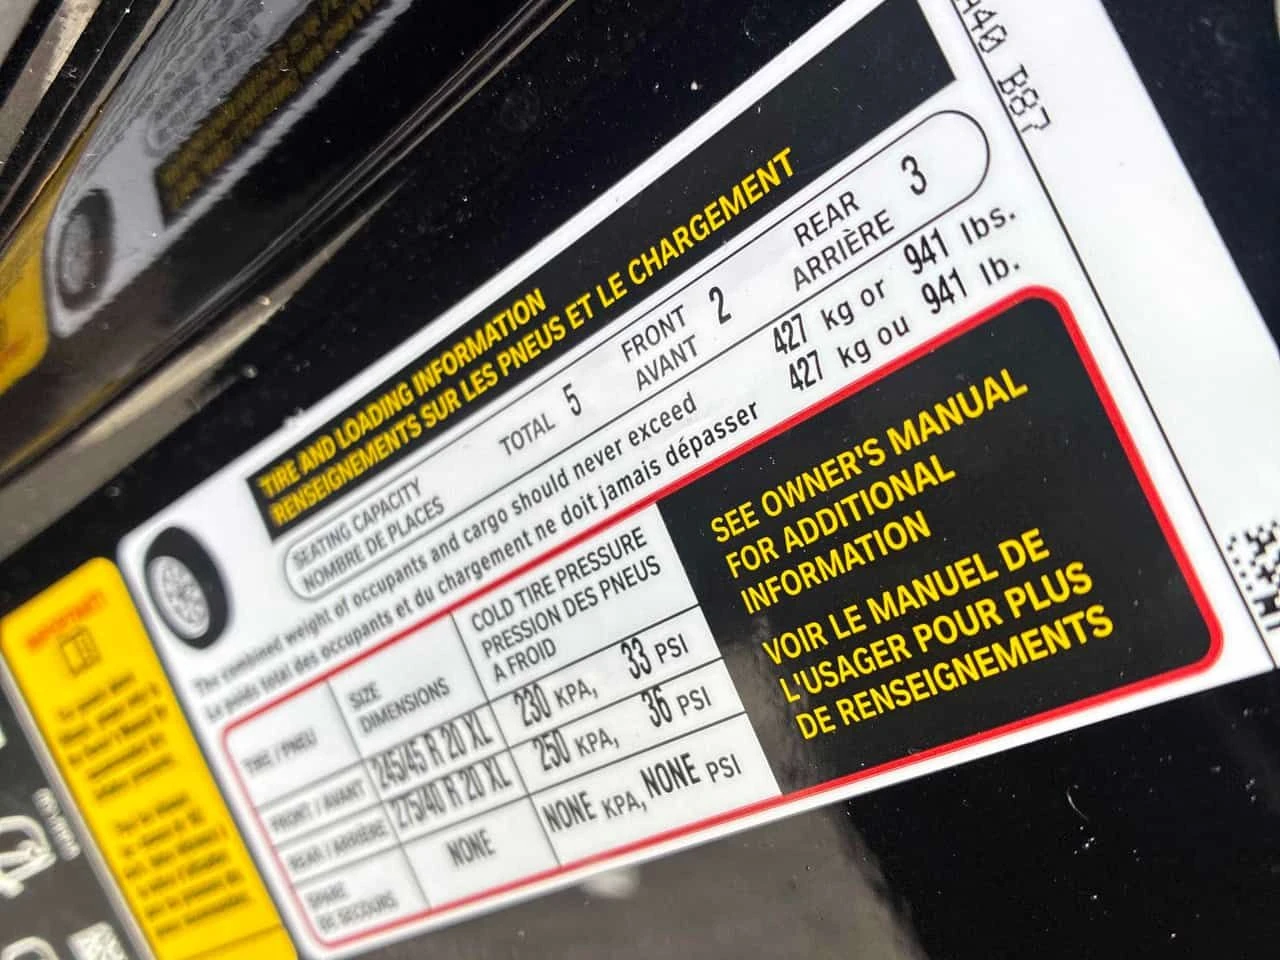 A40 B87
TIRE AND LOADING INFORMATION
RENSEIGNEMENTS SUR LES PNEUS ET LE CHARGEMENT
SEATING CAPACITY
NOMBRE DE PLACES
TOTAL 5
FRONT
AVANT
2
REAR
ARRIÈRE
3
The combined weight of occupants and cargo should never exceed 427 kg or 941 lbs.
Le poids total des occupants et du chargement ne doit jamais dépasser 427 kg ou 941 lb.
TIRE / PNEU
SIZE
DIMENSIONS
COLD TIRE PRESSURE
PRESSION DES PNEUS
A FROID
FRONT / AVANT 245/45 R 20 XL 230 KPA, 33 PSI
REAR / ARRIÈRE 275/40 R 20 XL 250 KPA, 36 PSI
SPARE
DE SECOURS
NONE NONE KPA, NONE PSI
SEE OWNER'S MANUAL
FOR ADDITIONAL
INFORMATION
VOIR LE MANUEL DE
L'USAGER POUR PLUS
DE RENSEIGNEMENTS